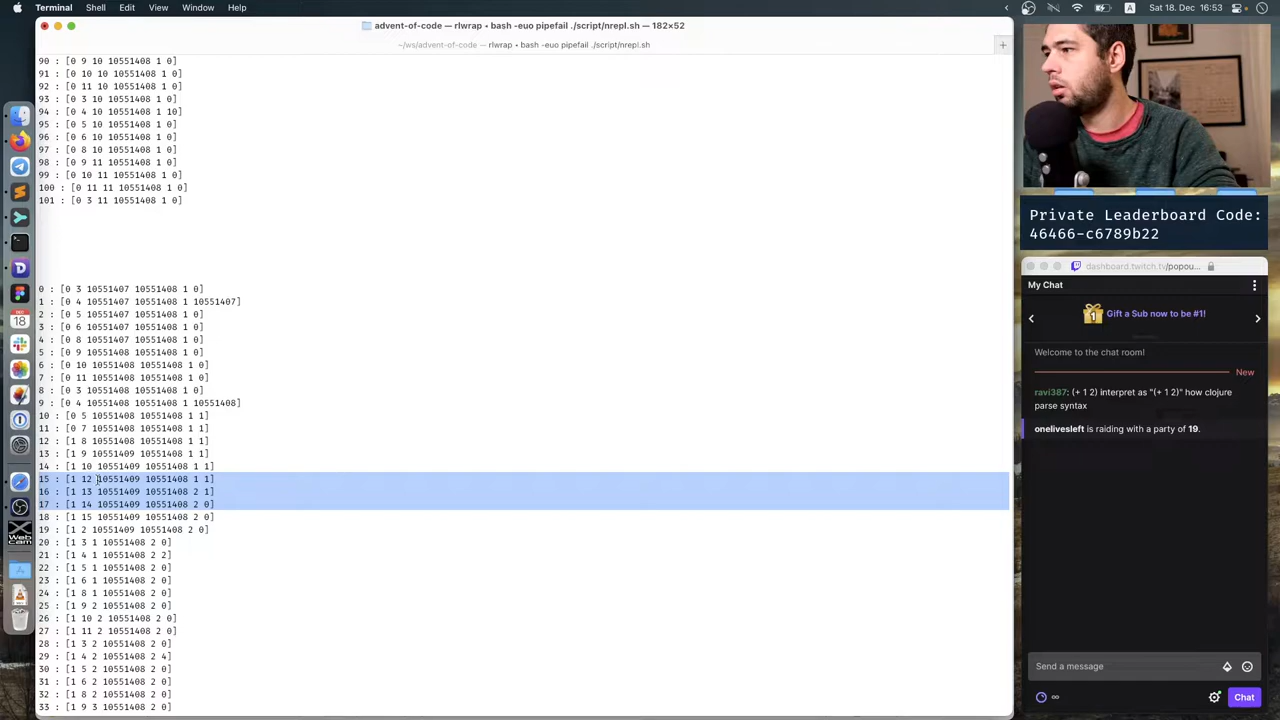 Terminal Shell Edit View Window Help
Sat 18. Dec 16:53
advent-of-code — rlwrap • bash -euo pipefail ./script/nrepl.sh — 182×52
~/ws/advent-of-code — rlwrap • bash -euo pipefail ./script/nrepl.sh
90 : [0 9 10 10551408 1 0]
91 : [0 10 10 10551408 1 0]
92 : [0 11 10 10551408 1 0]
93 : [0 3 10 10551408 1 0]
94 : [0 4 10 10551408 1 10]
95 : [0 5 10 10551408 1 0]
96 : [0 6 10 10551408 1 0]
97 : [0 8 10 10551408 1 0]
98 : [0 9 11 10551408 1 0]
99 : [0 10 11 10551408 1 0]
100 : [0 11 11 10551408 1 0]
101 : [0 3 11 10551408 1 0]
0 : [0 3 10551407 10551408 1 0]
1 : [0 4 10551407 10551408 1 10551407]
2 : [0 5 10551407 10551408 1 0]
3 : [0 6 10551407 10551408 1 0]
4 : [0 8 10551407 10551408 1 0]
5 : [0 9 10551408 10551408 1 0]
6 : [0 10 10551408 10551408 1 0]
7 : [0 11 10551408 10551408 1 0]
8 : [0 3 10551408 10551408 1 0]
9 : [0 4 10551408 10551408 1 10551408]
10 : [0 5 10551408 10551408 1 1]
11 : [0 7 10551408 10551408 1 1]
12 : [1 8 10551408 10551408 1 1]
13 : [1 9 10551409 10551408 1 1]
14 : [1 10 10551409 10551408 1 1]
15 : [1 12 10551409 10551408 1 1]
16 : [1 13 10551409 10551408 2 1]
17 : [1 14 10551409 10551408 2 0]
18 : [1 15 10551409 10551408 2 0]
19 : [1 2 10551409 10551408 2 0]
20 : [1 3 1 10551408 2 0]
21 : [1 4 1 10551408 2 2]
22 : [1 5 1 10551408 2 0]
23 : [1 6 1 10551408 2 0]
24 : [1 8 1 10551408 2 0]
25 : [1 9 2 10551408 2 0]
26 : [1 10 2 10551408 2 0]
27 : [1 11 2 10551408 2 0]
28 : [1 3 2 10551408 2 0]
29 : [1 4 2 10551408 2 4]
30 : [1 5 2 10551408 2 0]
31 : [1 6 2 10551408 2 0]
32 : [1 8 2 10551408 2 0]
33 : [1 9 3 10551408 2 0]
Private Leaderboard Code:
46466-c6789b22
dashboard.twitch.tv/popou...
My Chat
Gift a Sub now to be #1!
Welcome to the chat room!
New
ravi387: (+ 1 2) interpret as "(+ 1 2)" how clojure
parse syntax
onelivesleft is raiding with a party of 19.
Send a message
Chat